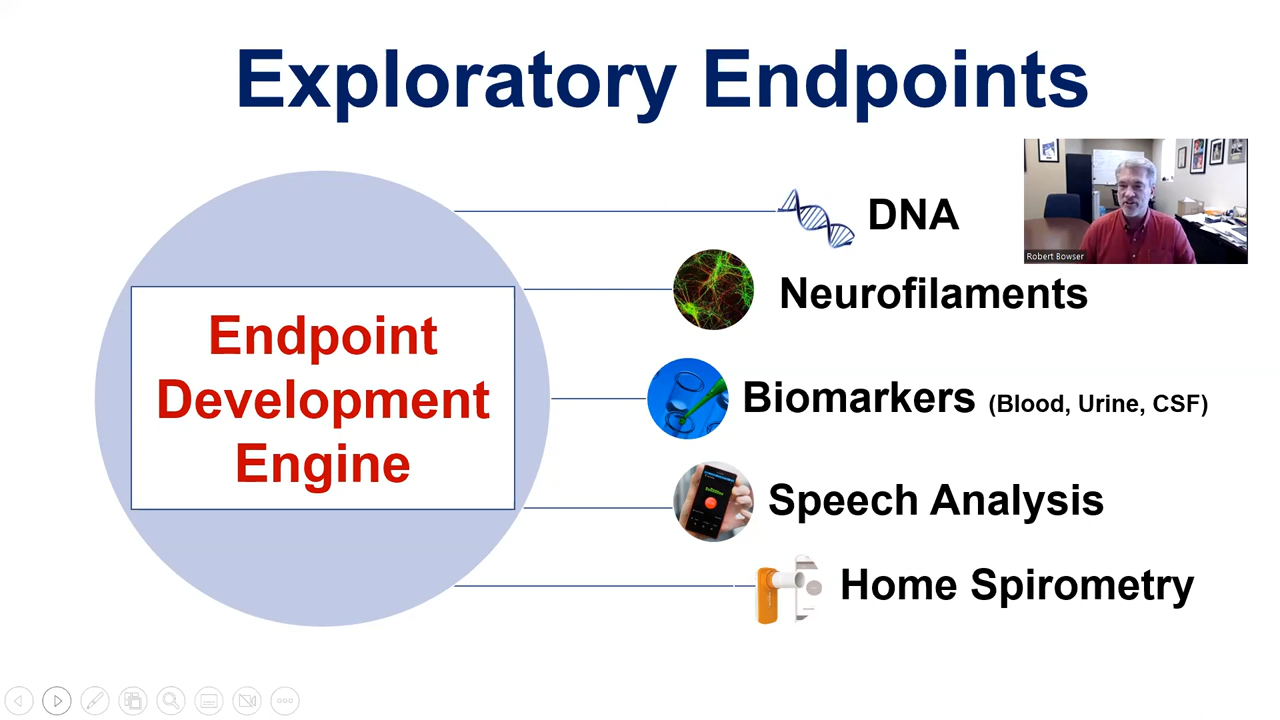 Exploratory Endpoints
DNA
Robert Bowser
Neurofilaments
Endpoint
Development
Engine
Biomarkers (Blood, Urine, CSF)
Speech Analysis
Home Spirometry